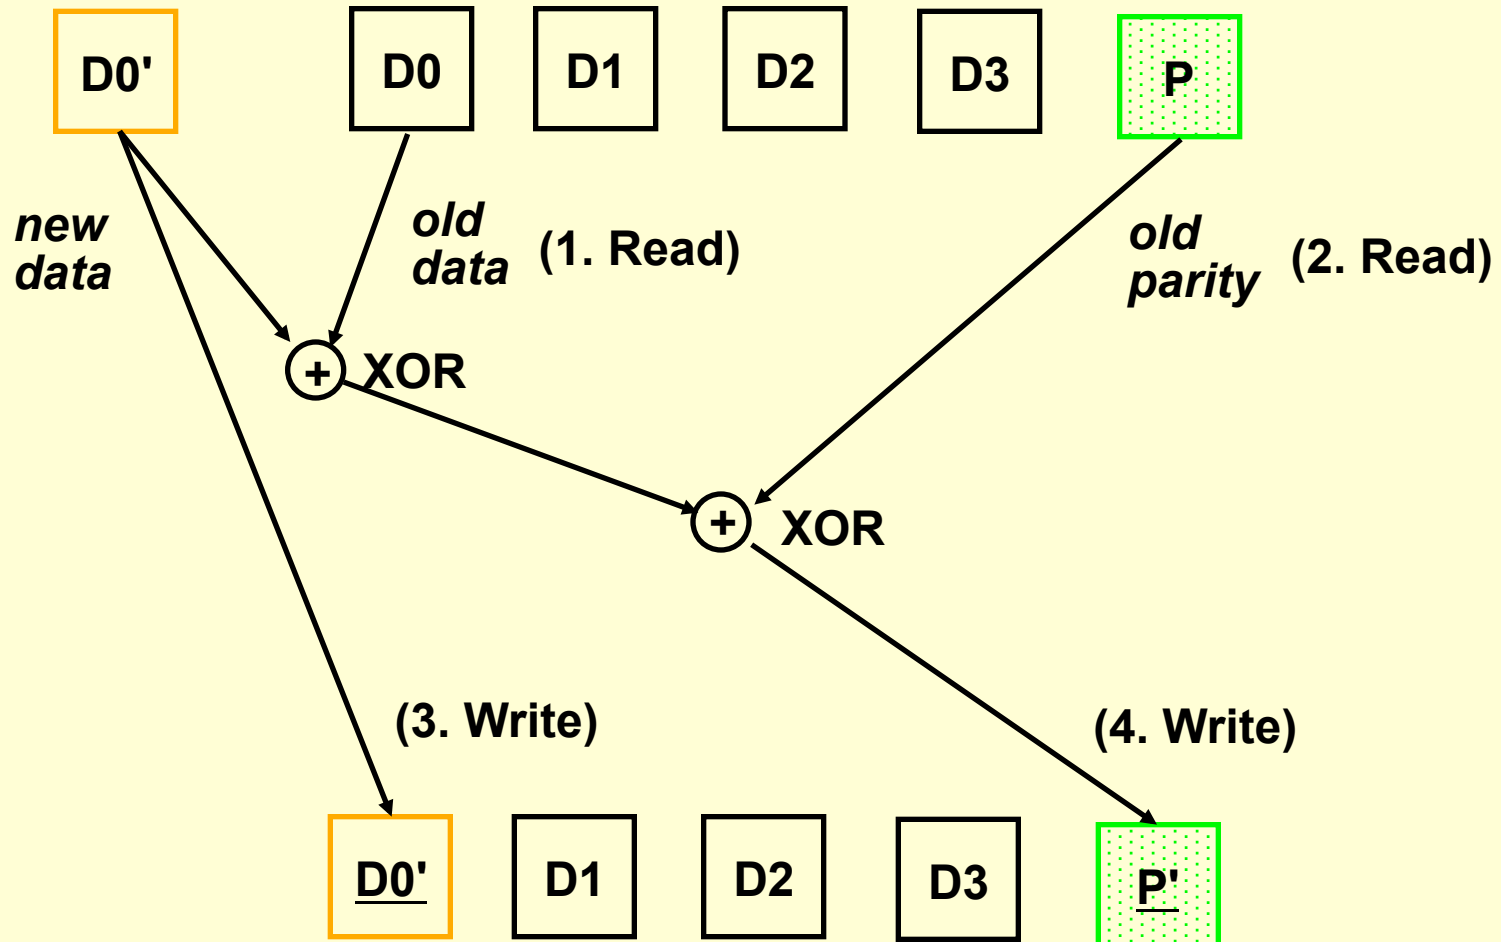 D0'
D0
D1
D2
D3
P
new
data
old
data
(1. Read)
old
parity
(2. Read)
+
XOR
+
XOR
(3. Write)
(4. Write)
D0'
D1
D2
D3
P'